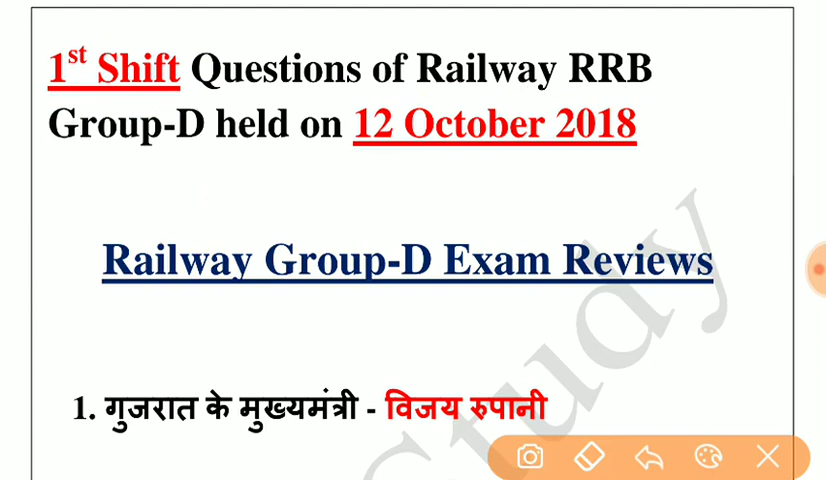 1st Shift Questions of Railway RRB
Group-D held on 12 October 2018
Railway Group-D Exam Reviews
1. गुजरात के मुख्यमंत्री - विजय रुपानी
Study